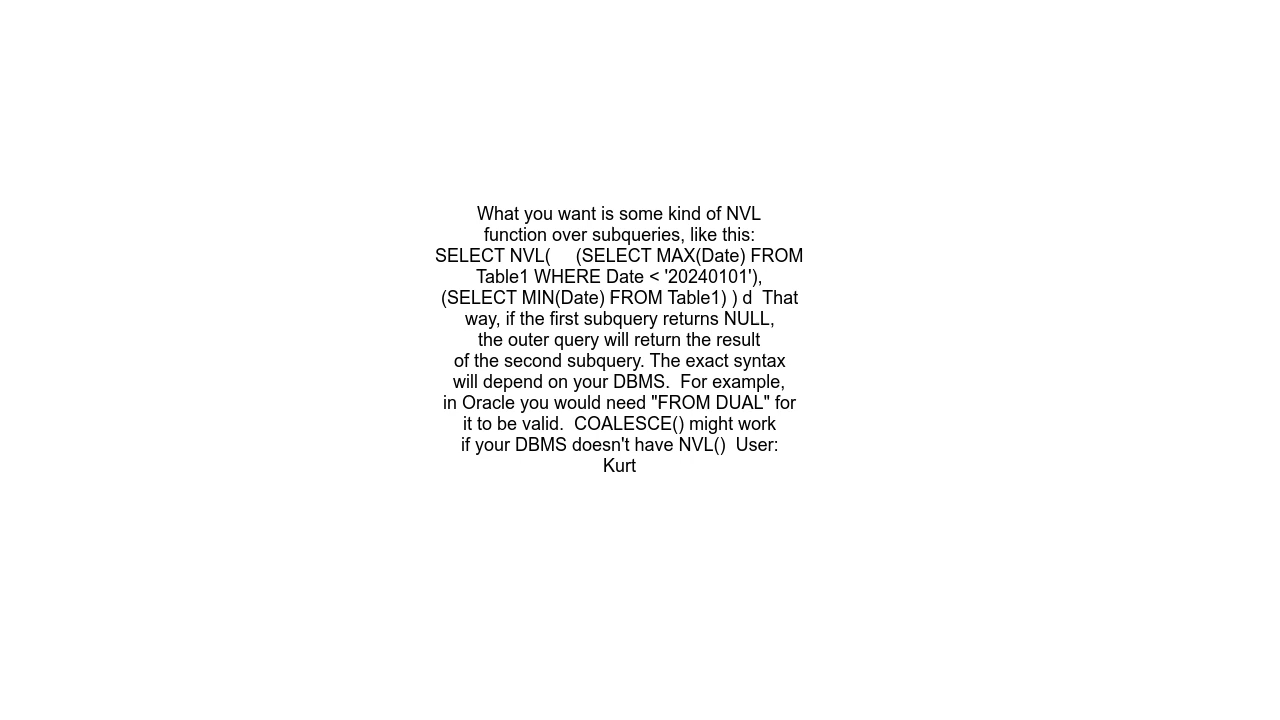 What you want is some kind of NVL
function over subqueries, like this:
SELECT NVL(     (SELECT MAX(Date) FROM
Table1 WHERE Date < '20240101'),
(SELECT MIN(Date) FROM Table1) ) d  That
way, if the first subquery returns NULL,
the outer query will return the result
of the second subquery. The exact syntax
will depend on your DBMS.  For example,
in Oracle you would need "FROM DUAL" for
it to be valid.  COALESCE() might work
if your DBMS doesn't have NVL()  User:
Kurt